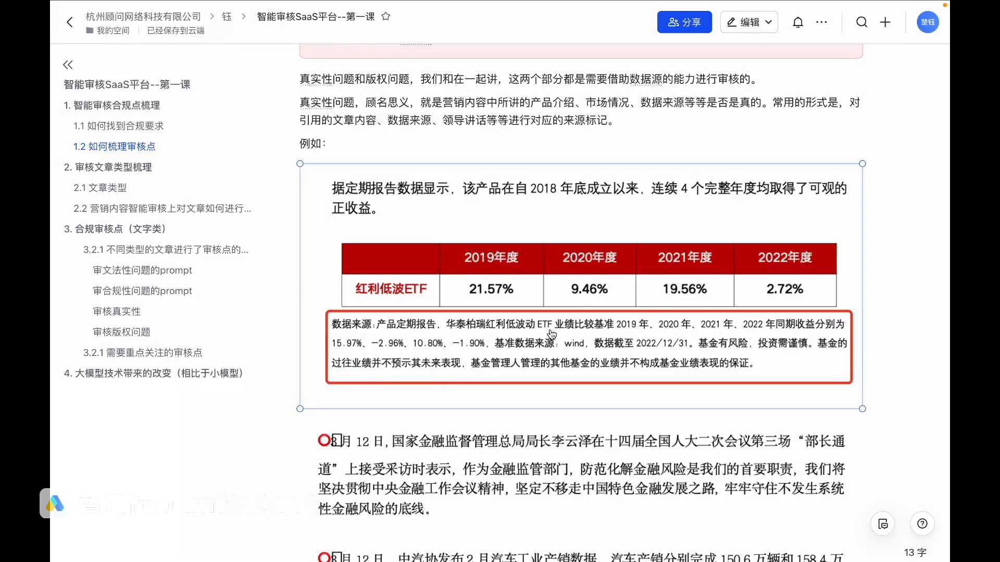 杭州顾问网络科技有限公司 > 钰 > 智能审核SaaS平台--第一课
我的空间 已经保存到云端
分享
编辑
楚钰
智能审核SaaS平台--第一课
1. 智能审核合规点梳理
1.1 如何找到合规要求
1.2 如何梳理审核点
2. 审核文章类型梳理
2.1 文章类型
2.2 营销内容智能审核上对文章如何进行...
3. 合规审核点（文字类）
3.2.1 不同类型的文章进行了审核点的...
审文法性问题的prompt
审合规性问题的prompt
审核真实性
审核版权问题
3.2.1 需要重点关注的审核点
4. 大模型技术带来的改变（相比于小模型）
真实性问题和版权问题，我们和在一起讲，这两个部分都是需要借助数据源的能力进行审核的。
真实性问题，顾名思义，就是营销内容中所讲的产品介绍、市场情况、数据来源等等是否是真的。常用的形式是，对
引用的文章内容、数据来源、领导讲话等等进行对应的来源标记。
例如：
据定期报告数据显示，该产品在自 2018 年底成立以来，连续 4 个完整年度均取得了可观的
正收益。
2019年度 2020年度 2021年度 2022年度
红利低波ETF 21.57% 9.46% 19.56% 2.72%
数据来源：产品定期报告，华泰柏瑞红利低波动 ETF 业绩比较基准 2019 年、2020 年、2021 年、2022 年同期收益分别为
15.97%、-2.96%、10.80%、-1.90%，基准数据来源：wind，数据截至 2022/12/31。基金有风险，投资需谨慎。基金的
过往业绩并不预示其未来表现，基金管理人管理的其他基金的业绩并不构成基金业绩表现的保证。
3月 12 日，国家金融监督管理总局局长李云泽在十四届全国人大二次会议第三场“部长通
道”上接受采访时表示，作为金融监管部门，防范化解金融风险是我们的首要职责，我们将
坚决贯彻中央金融工作会议精神，坚定不移走中国特色金融发展之路，牢牢守住不发生系统
性金融风险的底线。
3月 12 日，中汽协发布 2 月汽车工业产销数据，汽车产销分别完成 150.6 万辆和 158.4 万
13 字